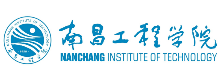 南昌工程学院
NANCHANG INSTITUTE OF TECHNOLOGY